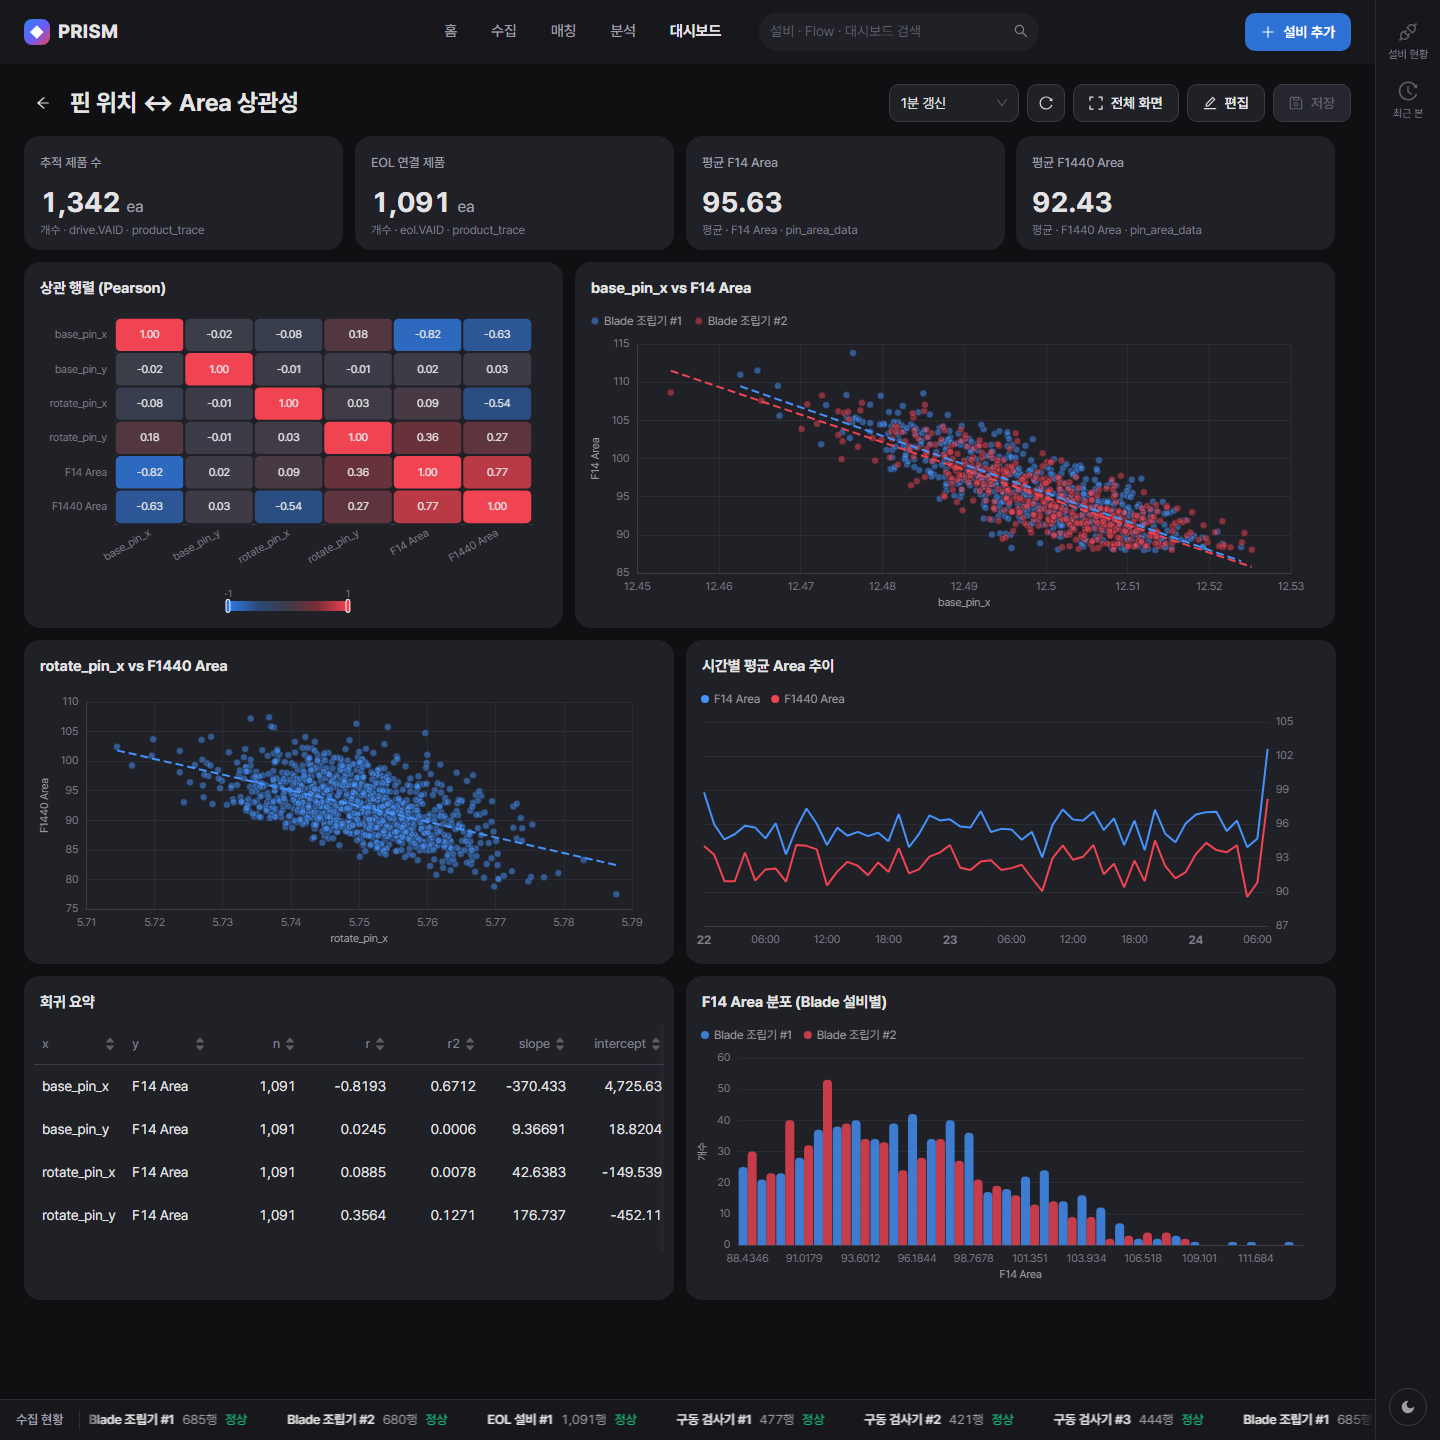 PRISM
홈 수집 매칭 분석 대시보드
설비 · Flow · 대시보드 검색
설비 추가
설비 현황
최근 본
핀 위치 ↔ Area 상관성
1분 갱신
전체 화면
편집
저장
추적 제품 수
1,342 ea
개수 · drive.VAID · product_trace
EOL 연결 제품
1,091 ea
개수 · eol.VAID · product_trace
평균 F14 Area
95.63
평균 · F14 Area · pin_area_data
평균 F1440 Area
92.43
평균 · F1440 Area · pin_area_data
상관 행렬 (Pearson)
base_pin_x 1.00 -0.02 -0.08 0.18 -0.82 -0.63
base_pin_y -0.02 1.00 -0.01 -0.01 0.02 0.03
rotate_pin_x -0.08 -0.01 1.00 0.03 0.09 -0.54
rotate_pin_y 0.18 -0.01 0.03 1.00 0.36 0.27
F14 Area -0.82 0.02 0.09 0.36 1.00 0.77
F1440 Area -0.63 0.03 -0.54 0.27 0.77 1.00
base_pin_x base_pin_y rotate_pin_x rotate_pin_y F14 Area F1440 Area
-1 1
base_pin_x vs F14 Area
Blade 조립기 #1 Blade 조립기 #2
115
110
105
100
95
90
85
F14 Area
12.45 12.46 12.47 12.48 12.49 12.5 12.51 12.52 12.53
base_pin_x
rotate_pin_x vs F1440 Area
110
105
100
95
90
85
80
75
F1440 Area
5.71 5.72 5.73 5.74 5.75 5.76 5.77 5.78 5.79
rotate_pin_x
시간별 평균 Area 추이
F14 Area F1440 Area
105
102
99
96
93
90
87
22 06:00 12:00 18:00 23 06:00 12:00 18:00 24 06:00
회귀 요약
x y n r r2 slope intercept
base_pin_x F14 Area 1,091 -0.8193 0.6712 -370.433 4,725.63
base_pin_y F14 Area 1,091 0.0245 0.0006 9.36691 18.8204
rotate_pin_x F14 Area 1,091 0.0885 0.0078 42.6383 -149.539
rotate_pin_y F14 Area 1,091 0.3564 0.1271 176.737 -452.11
F14 Area 분포 (Blade 설비별)
Blade 조립기 #1 Blade 조립기 #2
60
50
40
30
20
10
0
개수
88.4346 91.0179 93.6012 96.1844 98.7678 101.351 103.934 106.518 109.101 111.684
F14 Area
수집 현황 Blade 조립기 #1 685행 정상 Blade 조립기 #2 680행 정상 EOL 설비 #1 1,091행 정상 구동 검사기 #1 477행 정상 구동 검사기 #2 421행 정상 구동 검사기 #3 444행 정상 Blade 조립기 #1 685행